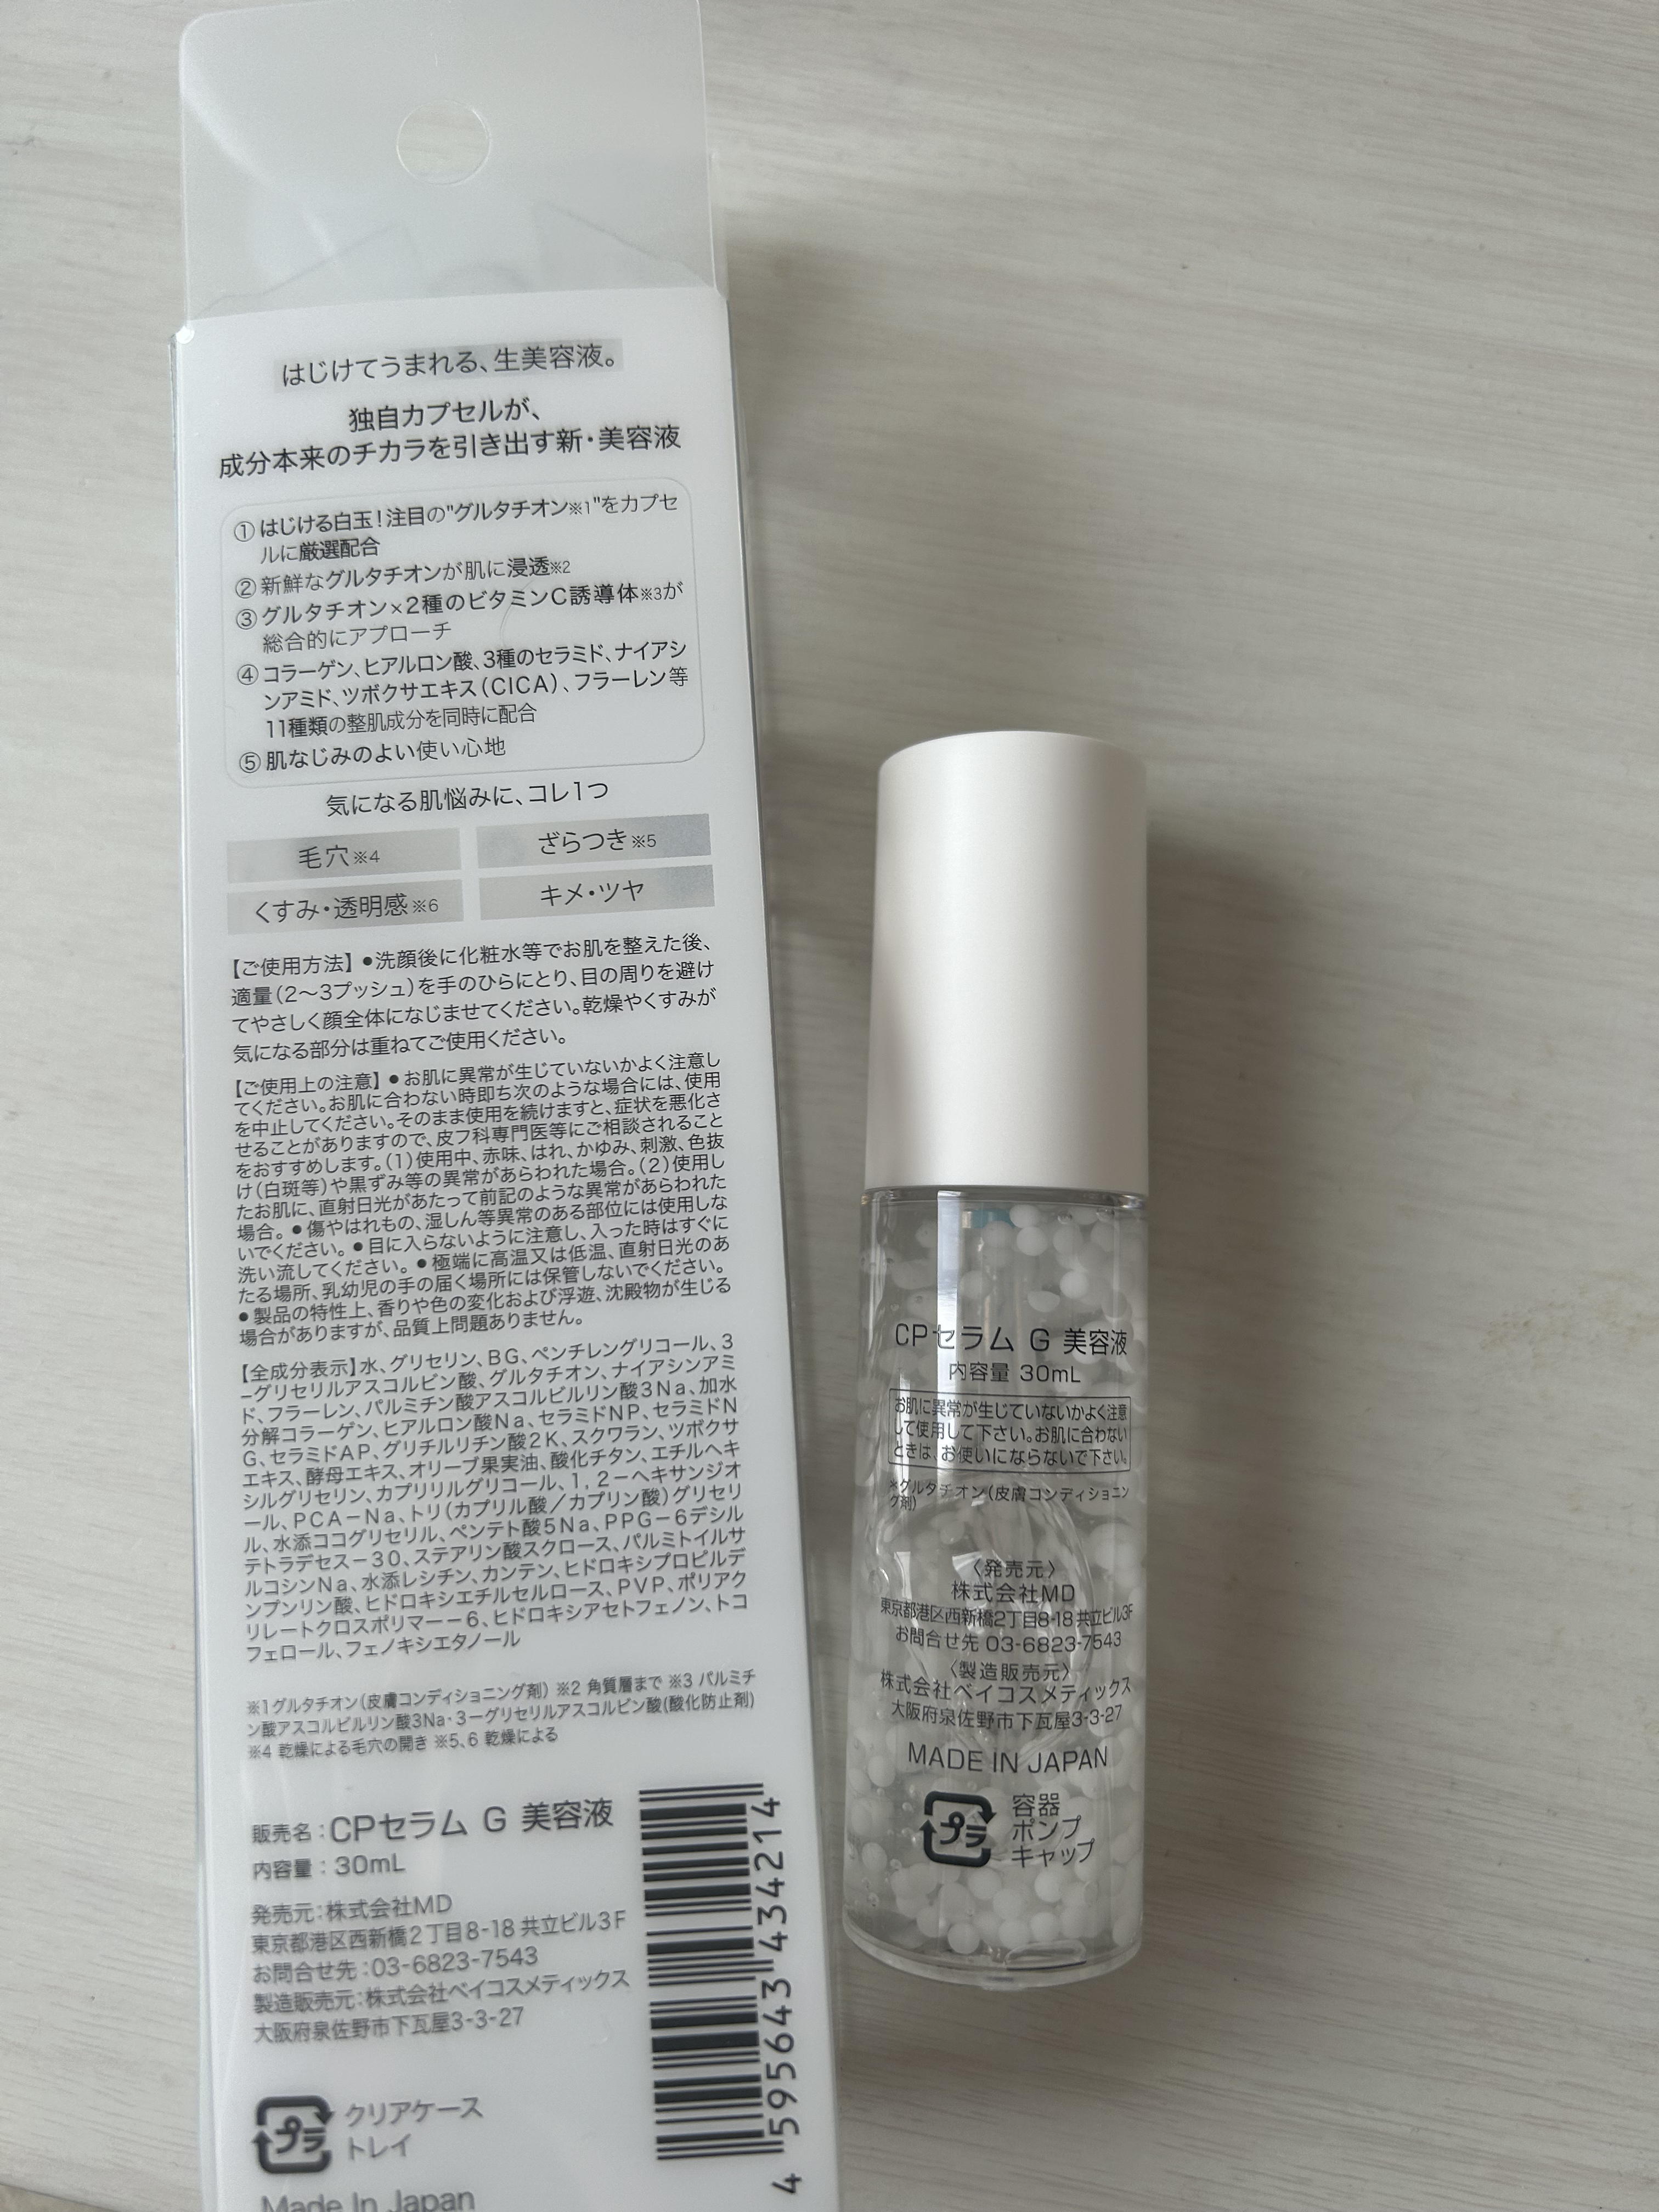 はじけてうまれる、生美容液。
独自カプセルが、
成分本来のチカラを引き出す新・美容液
①はじける白玉！注目の"グルタチオン※1"をカプセ
ルに厳選配合
②新鮮なグルタチオンが肌に浸透※2
③グルタチオン×2種のビタミンC誘導体※3が
総合的にアプローチ
④コラーゲン、ヒアルロン酸、3種のセラミド、ナイアシ
ンアミド、ツボクサエキス（CICA）、フラーレン等
11種類の整肌成分を同時に配合
⑤肌なじみのよい使い心地
気になる肌悩みに、コレ1つ
毛穴※4 ざらつき※5
くすみ・透明感※6 キメ・ツヤ
【ご使用方法】●洗顔後に化粧水等でお肌を整えた後、
適量（2～3プッシュ）を手のひらにとり、目の周りを避け
てやさしく顔全体になじませてください。乾燥やくすみが
気になる部分は重ねてご使用ください。
【ご使用上の注意】●お肌に異常が生じていないかよく注意し
てください。お肌に合わない時即ち次のような場合には、使用
を中止してください。そのまま使用を続けますと、症状を悪化さ
せることがありますので、皮フ科専門医等にご相談されること
をおすすめします。（1）使用中、赤味、はれ、かゆみ、刺激、色抜
け（白斑等）や黒ずみ等の異常があらわれた場合。（2）使用し
たお肌に、直射日光があたって前記のような異常があらわれた
場合。●傷やはれもの、湿しん等異常のある部位には使用しな
いでください。●目に入らないように注意し、入った時はすぐに
洗い流してください。●極端に高温又は低温、直射日光のあ
たる場所、乳幼児の手の届く場所には保管しないでください。
●製品の特性上、香りや色の変化および浮遊、沈殿物が生じる
場合がありますが、品質上問題ありません。
【全成分表示】水、グリセリン、BG、ペンチレングリコール、3
-グリセリルアスコルビン酸、グルタチオン、ナイアシンアミ
ド、フラーレン、パルミチン酸アスコルビルリン酸3Na、加水
分解コラーゲン、ヒアルロン酸Na、セラミドNP、セラミドN
G、セラミドAP、グリチルリチン酸2K、スクワラン、ツボクサ
エキス、酵母エキス、オリーブ果実油、酸化チタン、エチルヘキ
シルグリセリン、カプリリルグリコール、1，2－ヘキサンジオ
ール、PCA－Na、トリ（カプリル酸／カプリン酸）グリセリ
ル、水添ココグリセリル、ペンテト酸5Na、PPG－6デシル
テトラデセス－30、ステアリン酸スクロース、パルミトイルサ
ルコシンNa、水添レシチン、カンテン、ヒドロキシプロピルデ
ンプンリン酸、ヒドロキシエチルセルロース、PVP、ポリアク
リレートクロスポリマー－6、ヒドロキシアセトフェノン、トコ
フェロール、フェノキシエタノール
※1グルタチオン（皮膚コンディショニング剤） ※2 角質層まで ※3 パルミチ
ン酸アスコルビルリン酸3Na・3－グリセリルアスコルビン酸(酸化防止剤)
※4 乾燥による毛穴の開き ※5、6 乾燥による
販売名：CPセラム G 美容液
内容量：30mL
発売元：株式会社MD
東京都港区西新橋2丁目8-18 共立ビル3F
お問合せ先：03-6823-7543
製造販売元：株式会社ベイコスメティックス
大阪府泉佐野市下瓦屋3-3-27
プラ クリアケース
トレイ
Made In Japan
4 595643 434214
CPセラム G 美容液
内容量 30mL
お肌に異常が生じていないかよく注意
して使用して下さい。お肌に合わない
ときは、お使いにならないで下さい。
※グルタチオン（皮膚コンディショニン
グ剤）
〈発売元〉
株式会社MD
東京都港区西新橋2丁目8-18 共立ビル3F
お問合せ先 03-6823-7543
〈製造販売元〉
株式会社ベイコスメティックス
大阪府泉佐野市下瓦屋3-3-27
MADE IN JAPAN
プラ 容器
ポンプ
キャップ